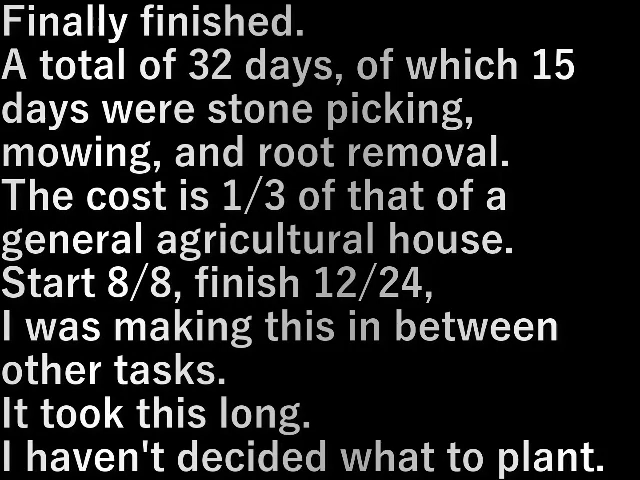 Finally finished.
A total of 32 days, of which 15
days were stone picking,
mowing, and root removal.
The cost is 1/3 of that of a
general agricultural house.
Start 8/8, finish 12/24,
I was making this in between
other tasks.
It took this long.
I haven't decided what to plant.